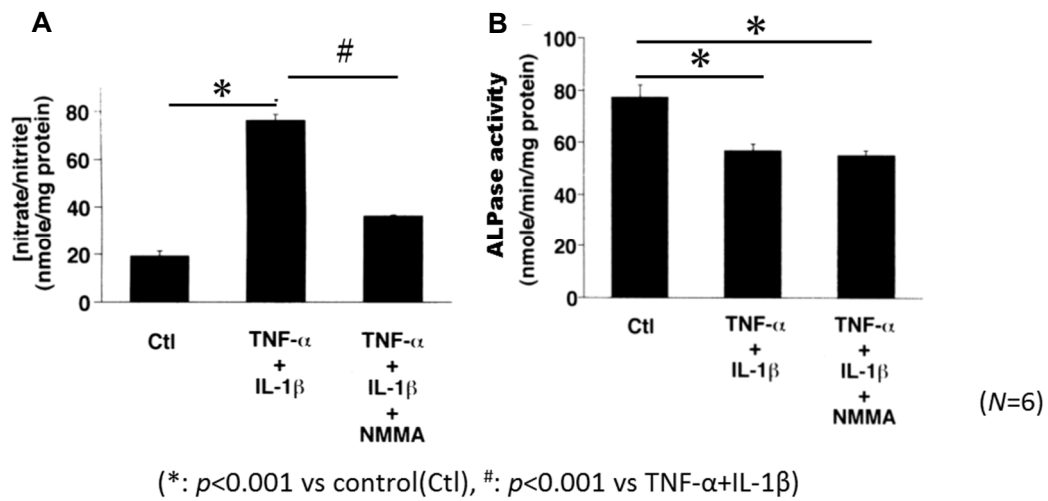 A
[nitrate/nitrite]
(nmole/mg protein)
80
60
40
20
0
*
#
Ctl
TNF-α
+
IL-1β
TNF-α
+
IL-1β
+
NMMA
B
ALPase activity
(nmole/min/mg protein)
100
80
60
40
20
0
*
*
Ctl
TNF-α
+
IL-1β
TNF-α
+
IL-1β
+
NMMA
(N=6)
(*: p<0.001 vs control(Ctl), #: p<0.001 vs TNF-α+IL-1β)